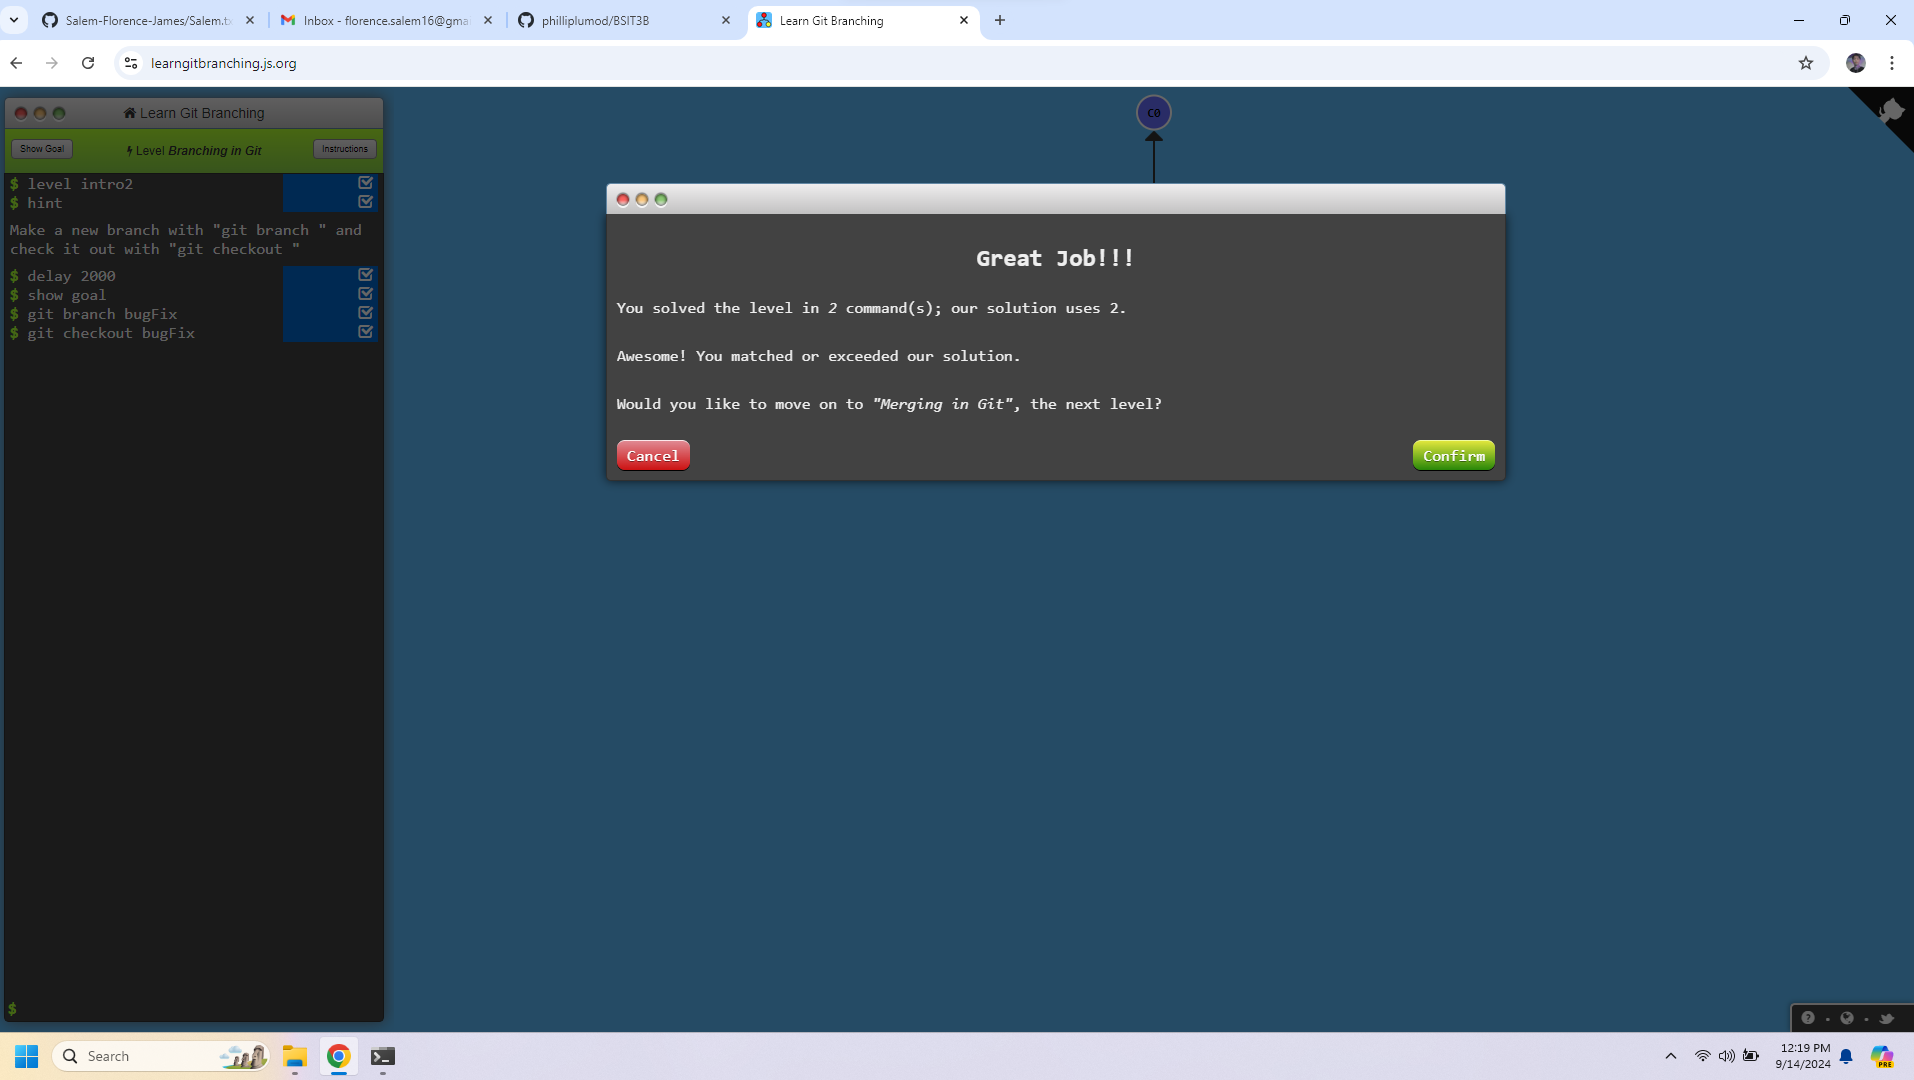 Salem-Florence-James/Salem.tx
Inbox - florence.salem16@gma
philliplumod/BSIT3B
Learn Git Branching
learngitbranching.js.org
Learn Git Branching
Show Goal
Level Branching in Git
Instructions
$ level intro2
$ hint
Make a new branch with "git branch " and
check it out with "git checkout "
$ delay 2000
$ show goal
$ git branch bugFix
$ git checkout bugFix
$
C0
Great Job!!!
You solved the level in 2 command(s); our solution uses 2.
Awesome! You matched or exceeded our solution.
Would you like to move on to "Merging in Git", the next level?
Cancel
Confirm
Search
12:19 PM
9/14/2024
PRE